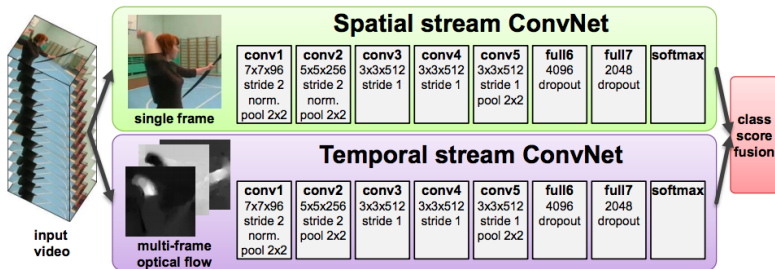 Spatial stream ConvNet
single frame
conv1
7x7x96
stride 2
norm.
pool 2x2
conv2
5x5x256
stride 2
norm.
pool 2x2
conv3
3x3x512
stride 1
conv4
3x3x512
stride 1
conv5
3x3x512
stride 1
pool 2x2
full6
4096
dropout
full7
2048
dropout
softmax
Temporal stream ConvNet
multi-frame
optical flow
conv1
7x7x96
stride 2
norm.
pool 2x2
conv2
5x5x256
stride 2
pool 2x2
conv3
3x3x512
stride 1
conv4
3x3x512
stride 1
conv5
3x3x512
stride 1
pool 2x2
full6
4096
dropout
full7
2048
dropout
softmax
input
video
class
score
fusion